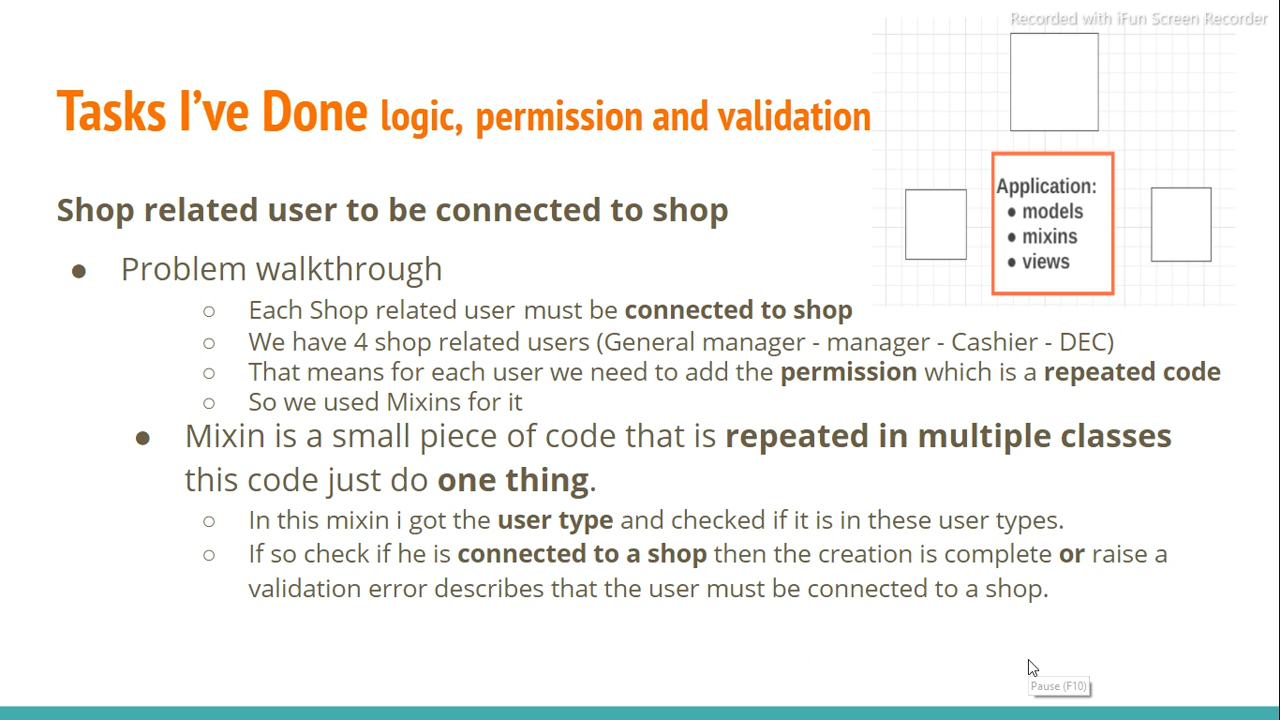 Recorded with iFun Screen Recorder
Tasks I've Done logic, permission and validation
Application:
● models
● mixins
● views
Shop related user to be connected to shop
● Problem walkthrough
○ Each Shop related user must be connected to shop
○ We have 4 shop related users (General manager - manager - Cashier - DEC)
○ That means for each user we need to add the permission which is a repeated code
○ So we used Mixins for it
● Mixin is a small piece of code that is repeated in multiple classes
this code just do one thing.
○ In this mixin i got the user type and checked if it is in these user types.
○ If so check if he is connected to a shop then the creation is complete or raise a
validation error describes that the user must be connected to a shop.
Pause (F10)